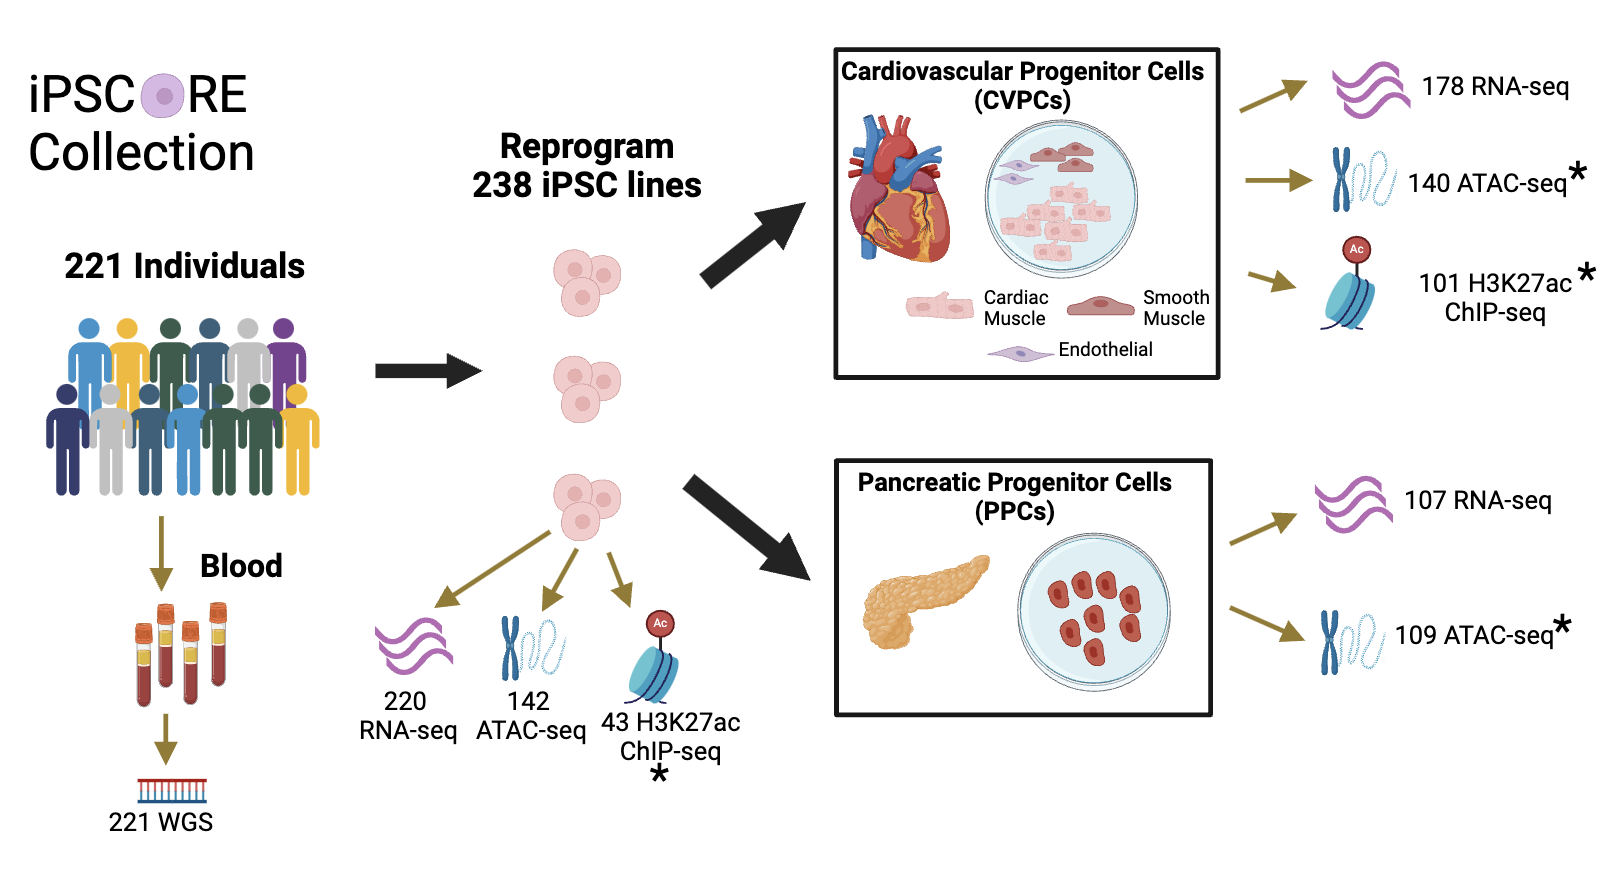 iPSCORE
Collection
221 Individuals
Blood
221 WGS
Reprogram
238 iPSC lines
220
RNA-seq
142
ATAC-seq
43 H3K27ac
ChIP-seq
*
Cardiovascular Progenitor Cells
(CVPCs)
Cardiac
Muscle
Smooth
Muscle
Endothelial
178 RNA-seq
140 ATAC-seq*
Ac
101 H3K27ac*
ChIP-seq
Pancreatic Progenitor Cells
(PPCs)
107 RNA-seq
109 ATAC-seq*
Ac